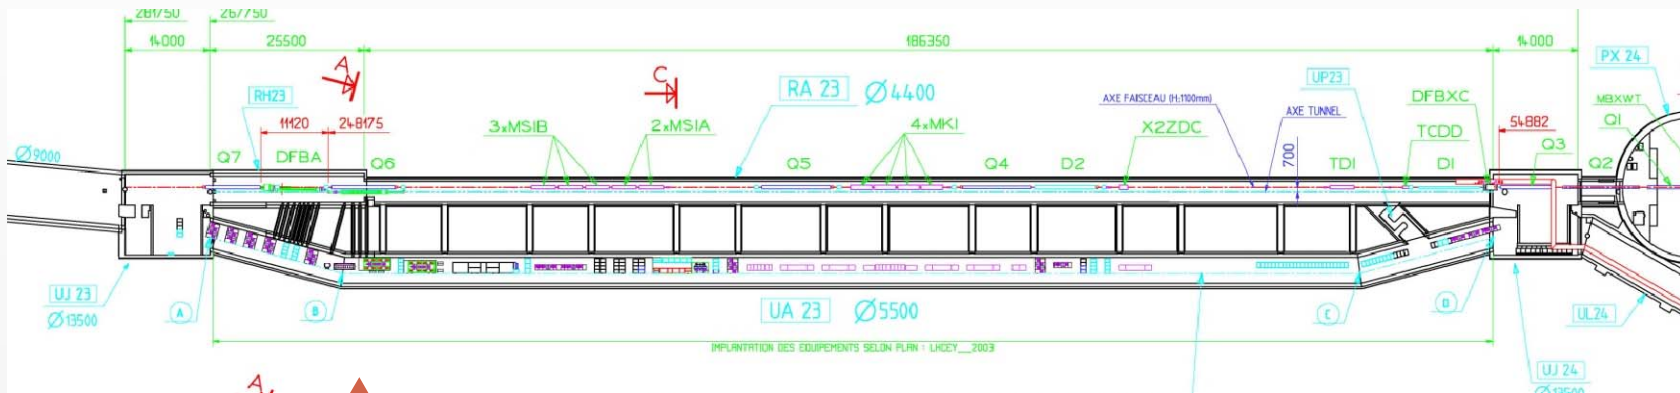 281750
267750
14000
25500
186350
14000
PX 24
A
C
RH23
RA 23 Ø4400
UP23
DFBXC
MBXWT
11120
248175
3xMSIB
2xMSIA
4xMKI
AXE FAISCEAU (H:1100mm)
AXE TUNNEL
X2ZDC
TCDD
54882
Q1
Ø9000
Q7
DFBA
Q6
Q5
Q4
D2
700
TDI
D1
Q3
Q2
UJ 23
Ø13500
A
B
UA 23 Ø5500
C
D
UL24
IMPLANTATION DES EQUIPEMENTS SELON PLAN : LHCEY__2003
A
UJ 24
Ø13500